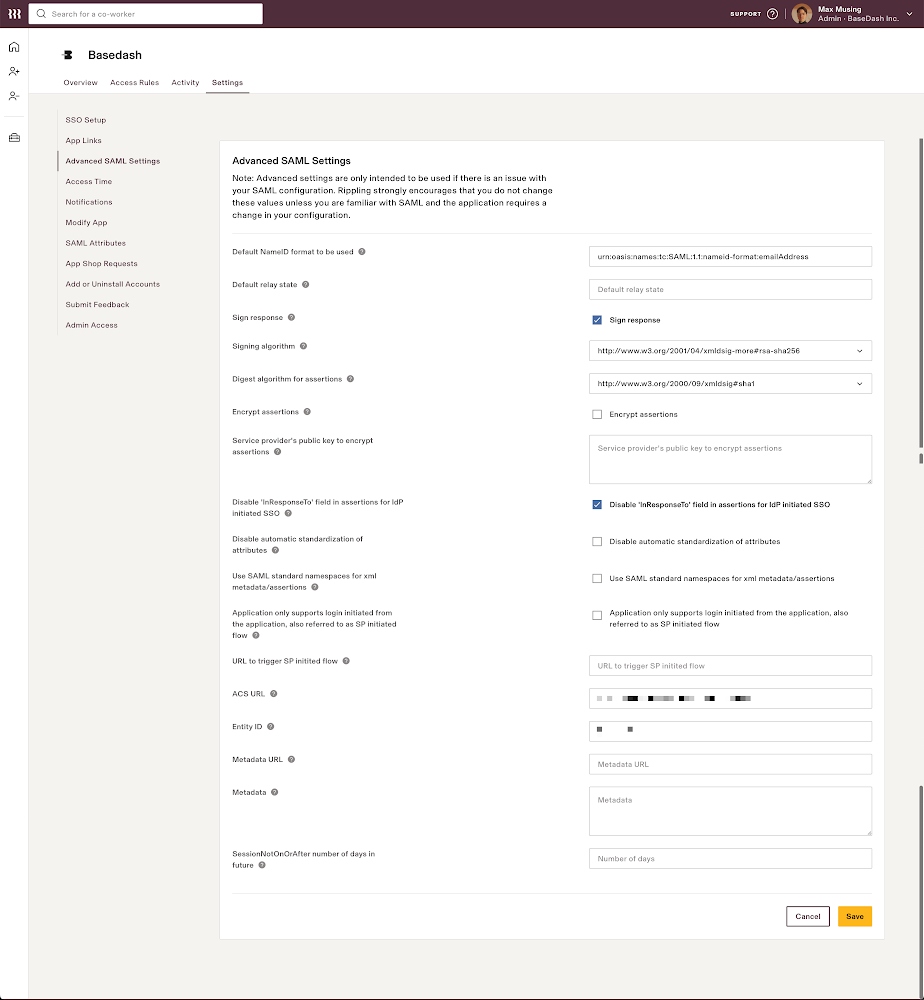 Search for a co-worker
SUPPORT
Max Musing
Admin · BaseDash Inc.
Basedash
Overview
Access Rules
Activity
Settings
SSO Setup
App Links
Advanced SAML Settings
Access Time
Notifications
Modify App
SAML Attributes
App Shop Requests
Add or Uninstall Accounts
Submit Feedback
Admin Access
Advanced SAML Settings
Note: Advanced settings are only intended to be used if there is an issue with
your SAML configuration. Rippling strongly encourages that you do not change
these values unless you are familiar with SAML and the application requires a
change in your configuration.
Default NameID format to be used
urn:oasis:names:tc:SAML:1.1:nameid-format:emailAddress
Default relay state
Default relay state
Sign response
Sign response
Signing algorithm
http://www.w3.org/2001/04/xmldsig-more#rsa-sha256
Digest algorithm for assertions
http://www.w3.org/2000/09/xmldsig#sha1
Encrypt assertions
Encrypt assertions
Service provider's public key to encrypt
assertions
Service provider's public key to encrypt assertions
Disable 'InResponseTo' field in assertions for IdP
initiated SSO
Disable 'InResponseTo' field in assertions for IdP initiated SSO
Disable automatic standardization of
attributes
Disable automatic standardization of attributes
Use SAML standard namespaces for xml
metadata/assertions
Use SAML standard namespaces for xml metadata/assertions
Application only supports login initiated from
the application, also referred to as SP initiated
flow
Application only supports login initiated from the application, also
referred to as SP initiated flow
URL to trigger SP initited flow
URL to trigger SP initited flow
ACS URL
Entity ID
Metadata URL
Metadata URL
Metadata
Metadata
SessionNotOnOrAfter number of days in
future
Number of days
Cancel
Save